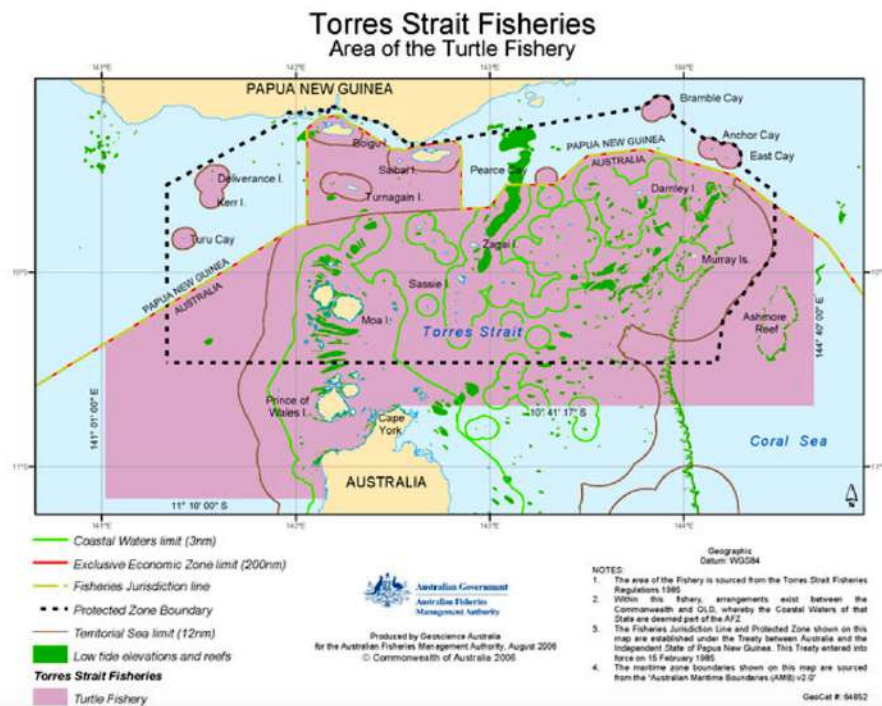 Torres Strait Fisheries
Area of the Turtle Fishery
141°E
142°E
143°E
144°E
PAPUA NEW GUINEA
Bramble Cay
Boigu I.
Anchor Cay
East Cay
PAPUA NEW GUINEA
AUSTRALIA
Saibai I.
Pearce Cay
Deliverance I.
Kerr I.
Turnagain I.
Darnley I.
Turu Cay
Zagai I.
Murray Is.
10°S
PAPUA NEW GUINEA
AUSTRALIA
Sassie I.
Moa I.
Torres Strait
Ashmore
Reef
144° 40' 00" E
141° 01' 00" E
Prince of
Wales I.
Cape
York
10° 41' 17" S
Coral Sea
11°S
AUSTRALIA
11° 10' 00" S
Coastal Waters limit (3nm)
Exclusive Economic Zone limit (200nm)
Fisheries Jurisdiction line
Protected Zone Boundary
Territorial Sea limit (12nm)
Low tide elevations and reefs
Torres Strait Fisheries
Turtle Fishery
Australian Government
Australian Fisheries
Management Authority
Produced by Geoscience Australia
for the Australian Fisheries Management Authority, August 2006
© Commonwealth of Australia 2006
Geographic
Datum: WGS84
NOTES:
1. The area of the Fishery is sourced from the Torres Strait Fisheries
Regulations 1985
2. Within this fishery, arrangements exist between the
Commonwealth and QLD, whereby the Coastal Waters of that
State are deemed part of the AFZ
3. The Fisheries Jurisdiction Line and Protected Zone shown on this
map are established under the Treaty between Australia and the
Independent State of Papua New Guinea. This Treaty entered into
force on 15 February 1985
4. The maritime zone boundaries shown on this map are sourced
from the "Australian Maritime Boundaries (AMB) v2.0"
GeoCat #: 64852